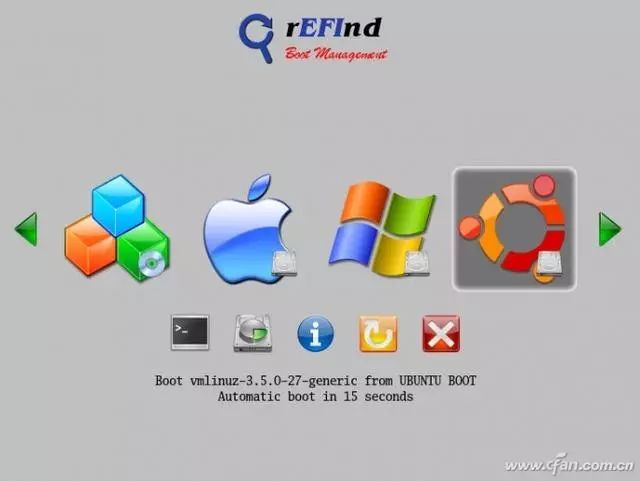 rEFInd
Boot Management
>_
i
Boot vmlinuz-3.5.0-27-generic from UBUNTU BOOT
Automatic boot in 15 seconds
www.cfan.com.cn